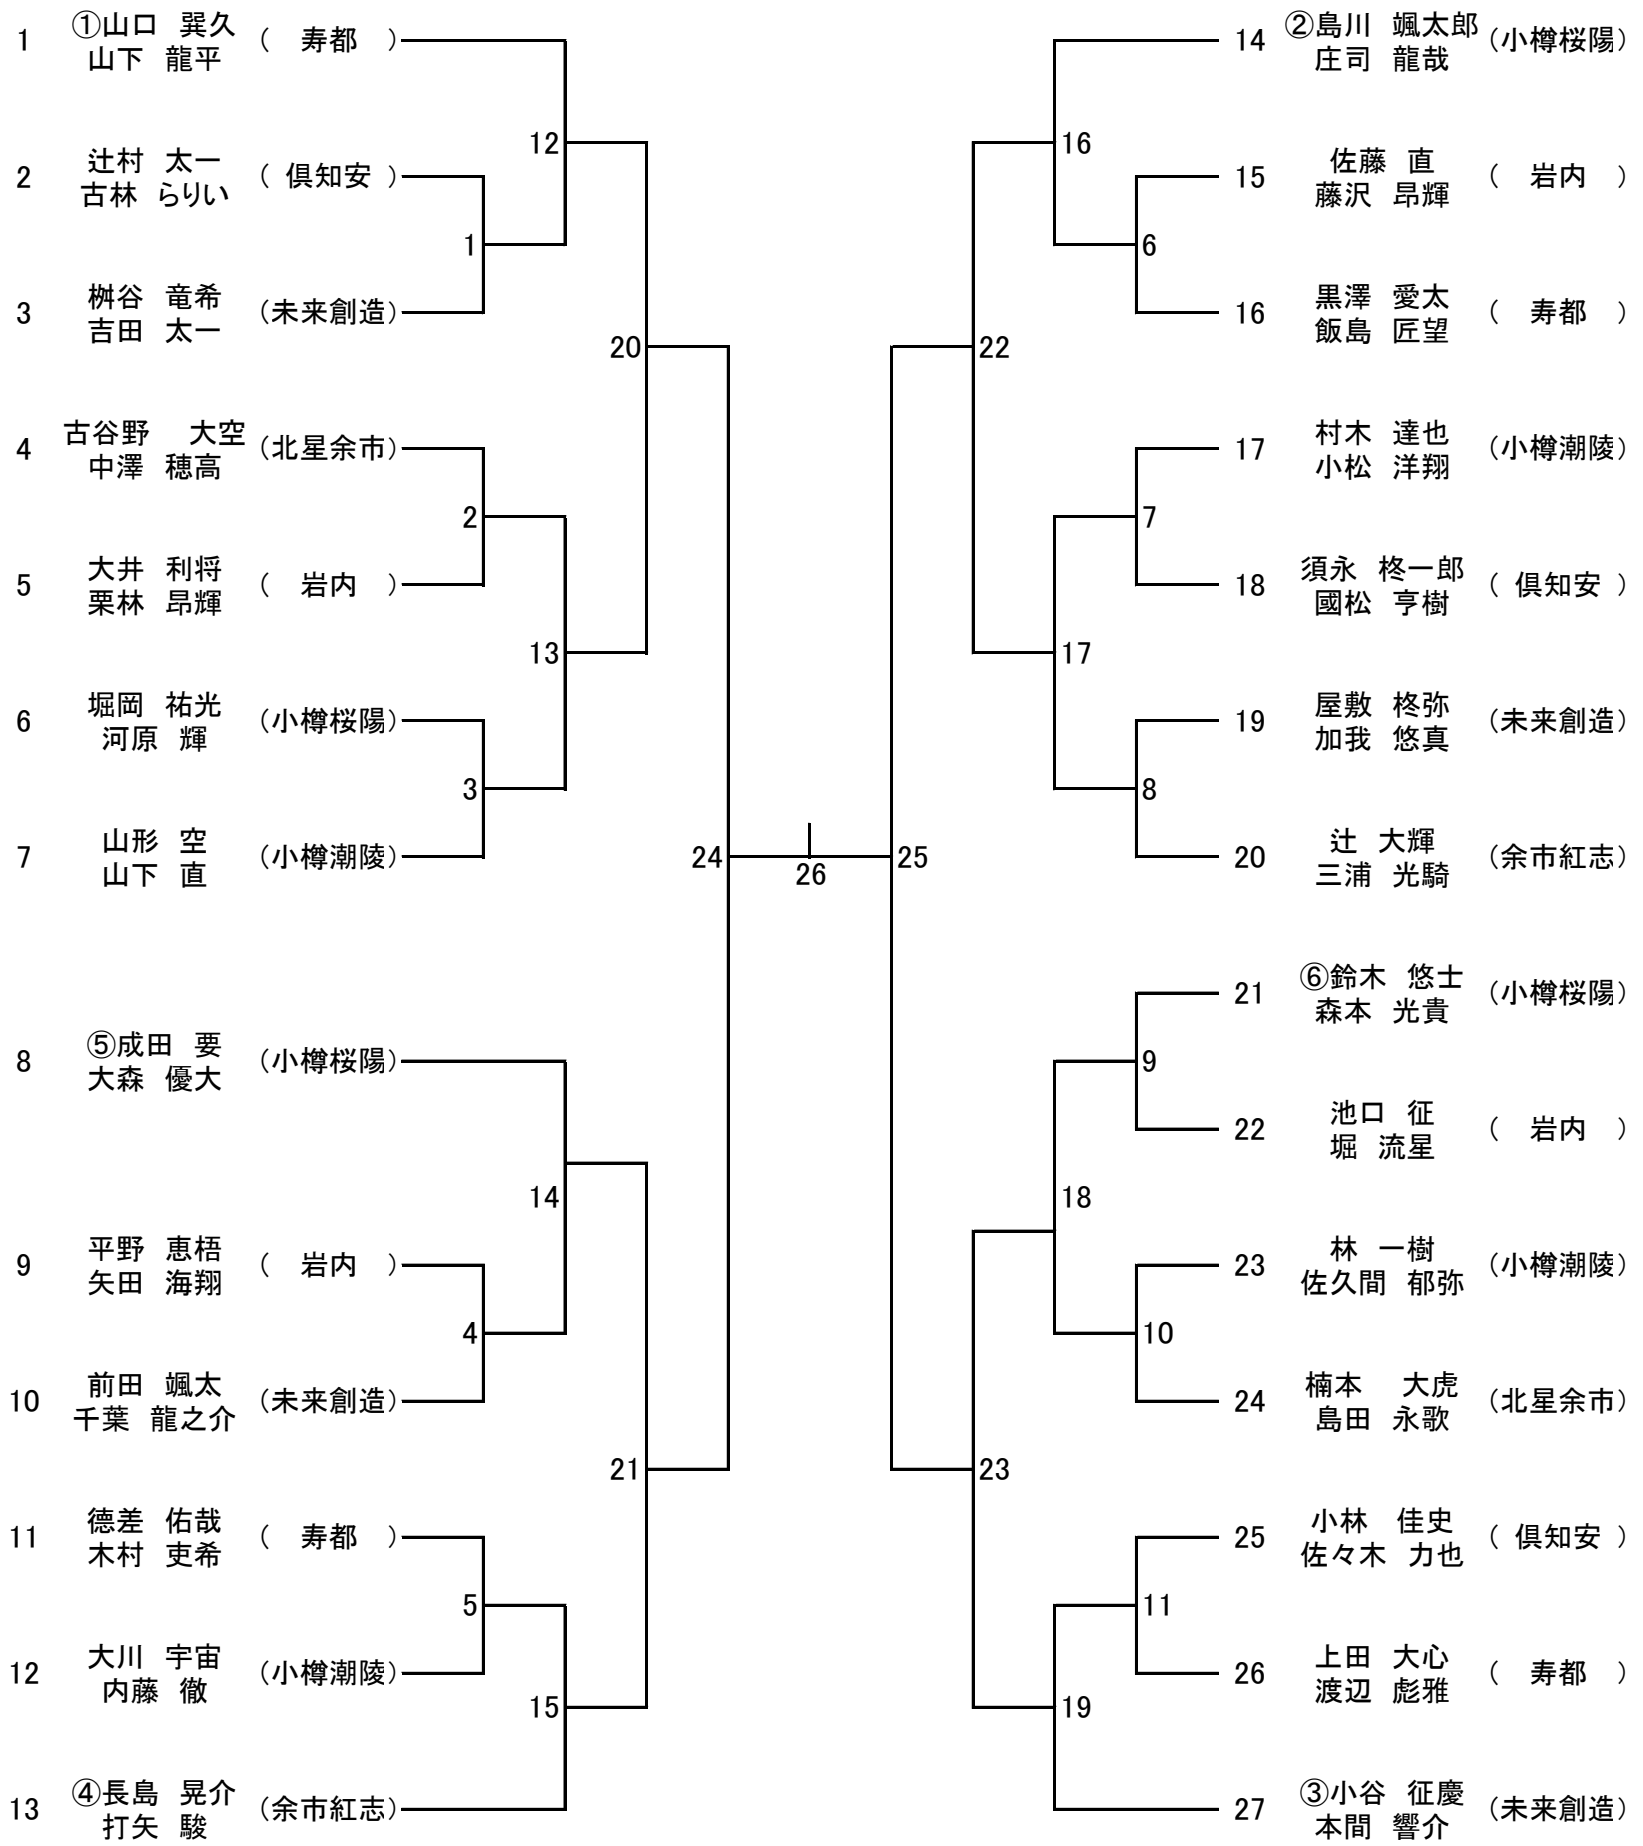 1 ①山口 巽久 ( 寿都 )
山下 龍平
2 辻村 太一 ( 倶知安 )
古林 らりい
3 桝谷 竜希 (未来創造)
吉田 太一
4 古谷野 大空 (北星余市)
中澤 穂高
5 大井 利将 ( 岩内 )
栗林 昂輝
6 堀岡 祐光 (小樽桜陽)
河原 輝
7 山形 空 (小樽潮陵)
山下 直
8 ⑤成田 要 (小樽桜陽)
大森 優大
9 平野 恵梧 ( 岩内 )
矢田 海翔
10 前田 颯太 (未来創造)
千葉 龍之介
11 德差 佑哉 ( 寿都 )
木村 吏希
12 大川 宇宙 (小樽潮陵)
内藤 徹
13 ④長島 晃介 (余市紅志)
打矢 駿
12
1
20
2
13
3
24
14
4
21
5
15
26
16
6
22
7
17
8
25
9
18
10
23
11
19
14 ②島川 颯太郎 (小樽桜陽)
庄司 龍哉
15 佐藤 直 ( 岩内 )
藤沢 昂輝
16 黒澤 愛太 ( 寿都 )
飯島 匠望
17 村木 達也 (小樽潮陵)
小松 洋翔
18 須永 柊一郎 ( 倶知安 )
國松 亨樹
19 屋敷 柊弥 (未来創造)
加我 悠真
20 辻 大輝 (余市紅志)
三浦 光騎
21 ⑥鈴木 悠士 (小樽桜陽)
森本 光貴
22 池口 征 ( 岩内 )
堀 流星
23 林 一樹 (小樽潮陵)
佐久間 郁弥
24 楠本 大虎 (北星余市)
島田 永歌
25 小林 佳史 ( 倶知安 )
佐々木 力也
26 上田 大心 ( 寿都 )
渡辺 彪雅
27 ③小谷 征慶 (未来創造)
本間 響介